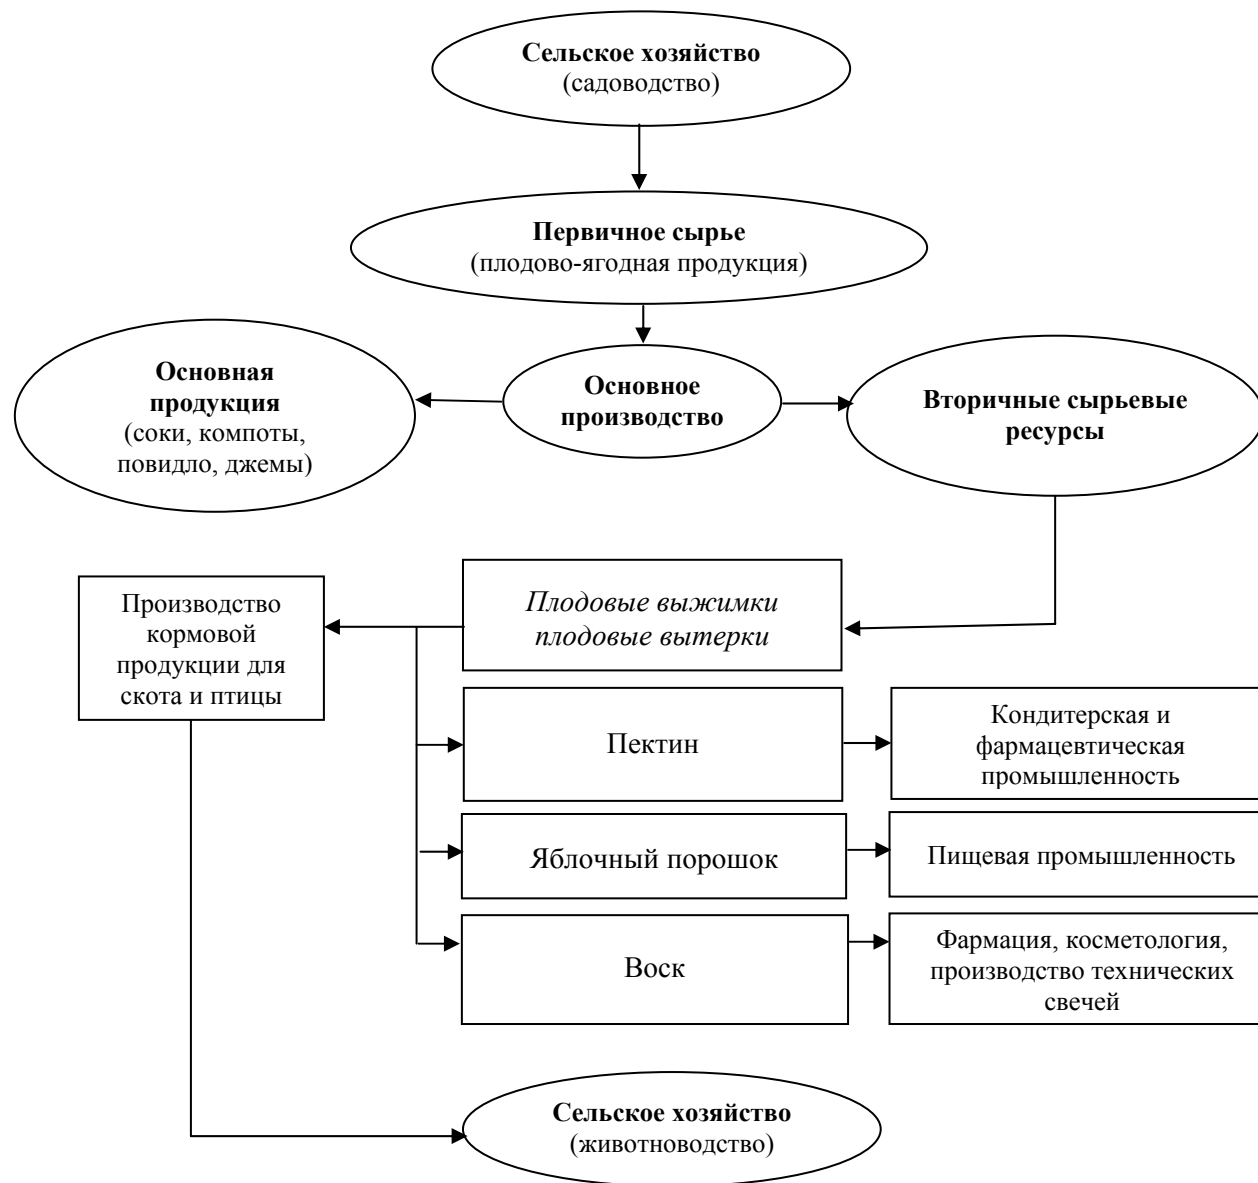 Сельское хозяйство
(садоводство)
Первичное сырье
(плодово-ягодная продукция)
Основная
продукция
(соки, компоты,
повидло, джемы)
Основное
производство
Вторичные сырьевые
ресурсы
Производство
кормовой
продукции для
скота и птицы
Плодовые выжимки
плодовые вытерки
Пектин
Кондитерская и
фармацевтическая
промышленность
Яблочный порошок
Пищевая промышленность
Воск
Фармация, косметология,
производство технических
свечей
Сельское хозяйство
(животноводство)